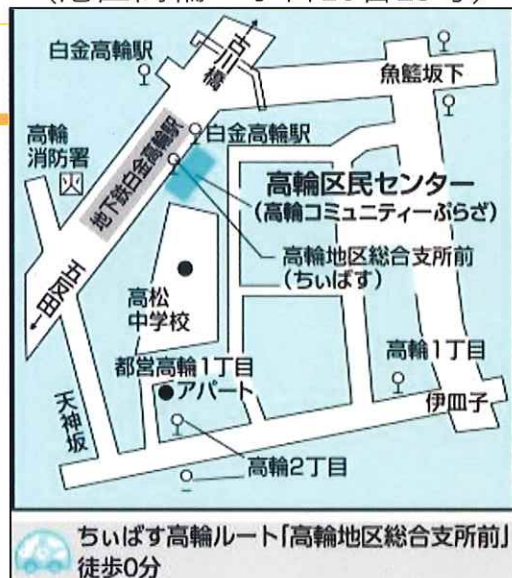 古川橋
白金高輪駅
魚籃坂下
白金高輪駅
高輪
消防署
火
地下鉄白金高輪駅
高輪区民センター
(高輪コミュニティーぷらざ)
高輪地区総合支所前
(ちぃばす)
五反田
高松
中学校
都営高輪1丁目
アパート
高輪1丁目
伊皿子
天神坂
高輪2丁目
ちぃばす高輪ルート「高輪地区総合支所前」
徒歩0分